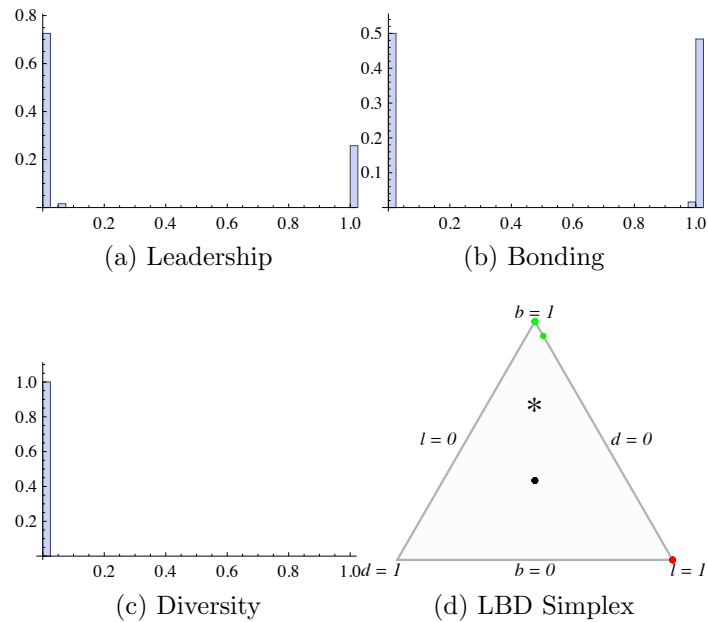 0.8
0.6
0.4
0.2
0.2 0.4 0.6 0.8 1.0
(a) Leadership
0.5
0.4
0.3
0.2
0.1
0.2 0.4 0.6 0.8 1.0
(b) Bonding
1.0
0.8
0.6
0.4
0.2
0.2 0.4 0.6 0.8 1.0
(c) Diversity
b = 1
*
l = 0 d = 0
d = 1 b = 0 l = 1
(d) LBD Simplex